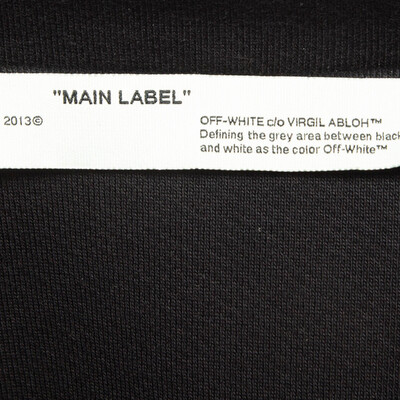 "MAIN LABEL"
2013©
OFF-WHITE c/o VIRGIL ABLOH™
Defining the grey area between black
and white as the color Off-White™